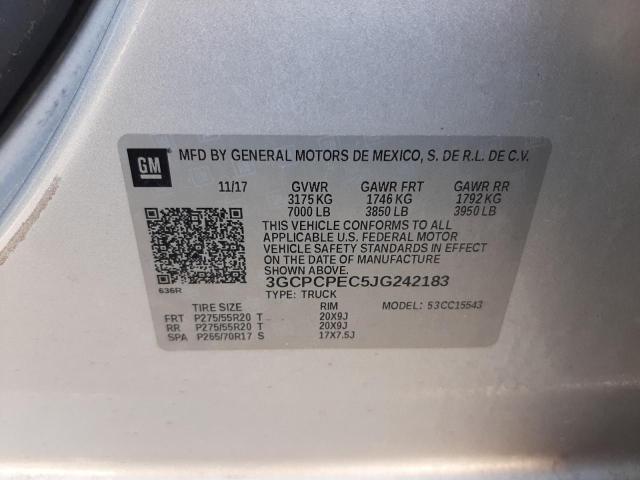 GM MFD BY GENERAL MOTORS DE MEXICO, S. DE R.L. DE C.V.
11/17 GVWR GAWR FRT GAWR RR
3175 KG 1746 KG 1792 KG
7000 LB 3850 LB 3950 LB
THIS VEHICLE CONFORMS TO ALL
APPLICABLE U.S. FEDERAL MOTOR
VEHICLE SAFETY STANDARDS IN EFFECT
ON THE DATE OF MANUFACTURE
SHOWN ABOVE.
636R 3GCPCPEC5JG242183
TYPE: TRUCK
TIRE SIZE RIM MODEL: 53CC15543
FRT P275/55R20 T 20X9J
RR P275/55R20 T 20X9J
SPA P265/70R17 S 17X7.5J